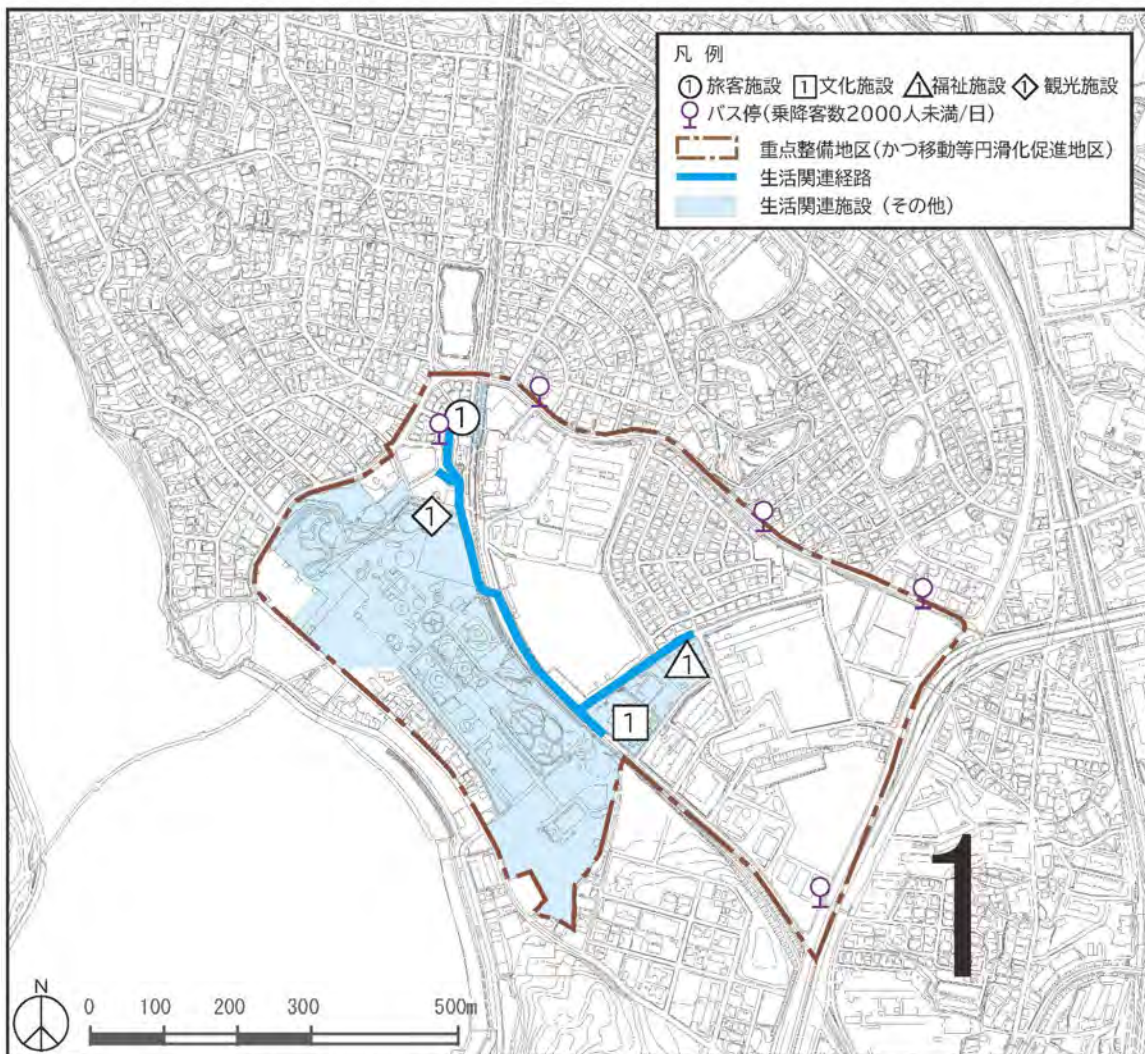 凡 例
①旅客施設 1文化施設 1福祉施設 1観光施設
バス停(乗降客数2000人未満/日)
重点整備地区(かつ移動等円滑化促進地区)
生活関連経路
生活関連施設 (その他)
1
1
1
1
1
N
0 100 200 300 500m